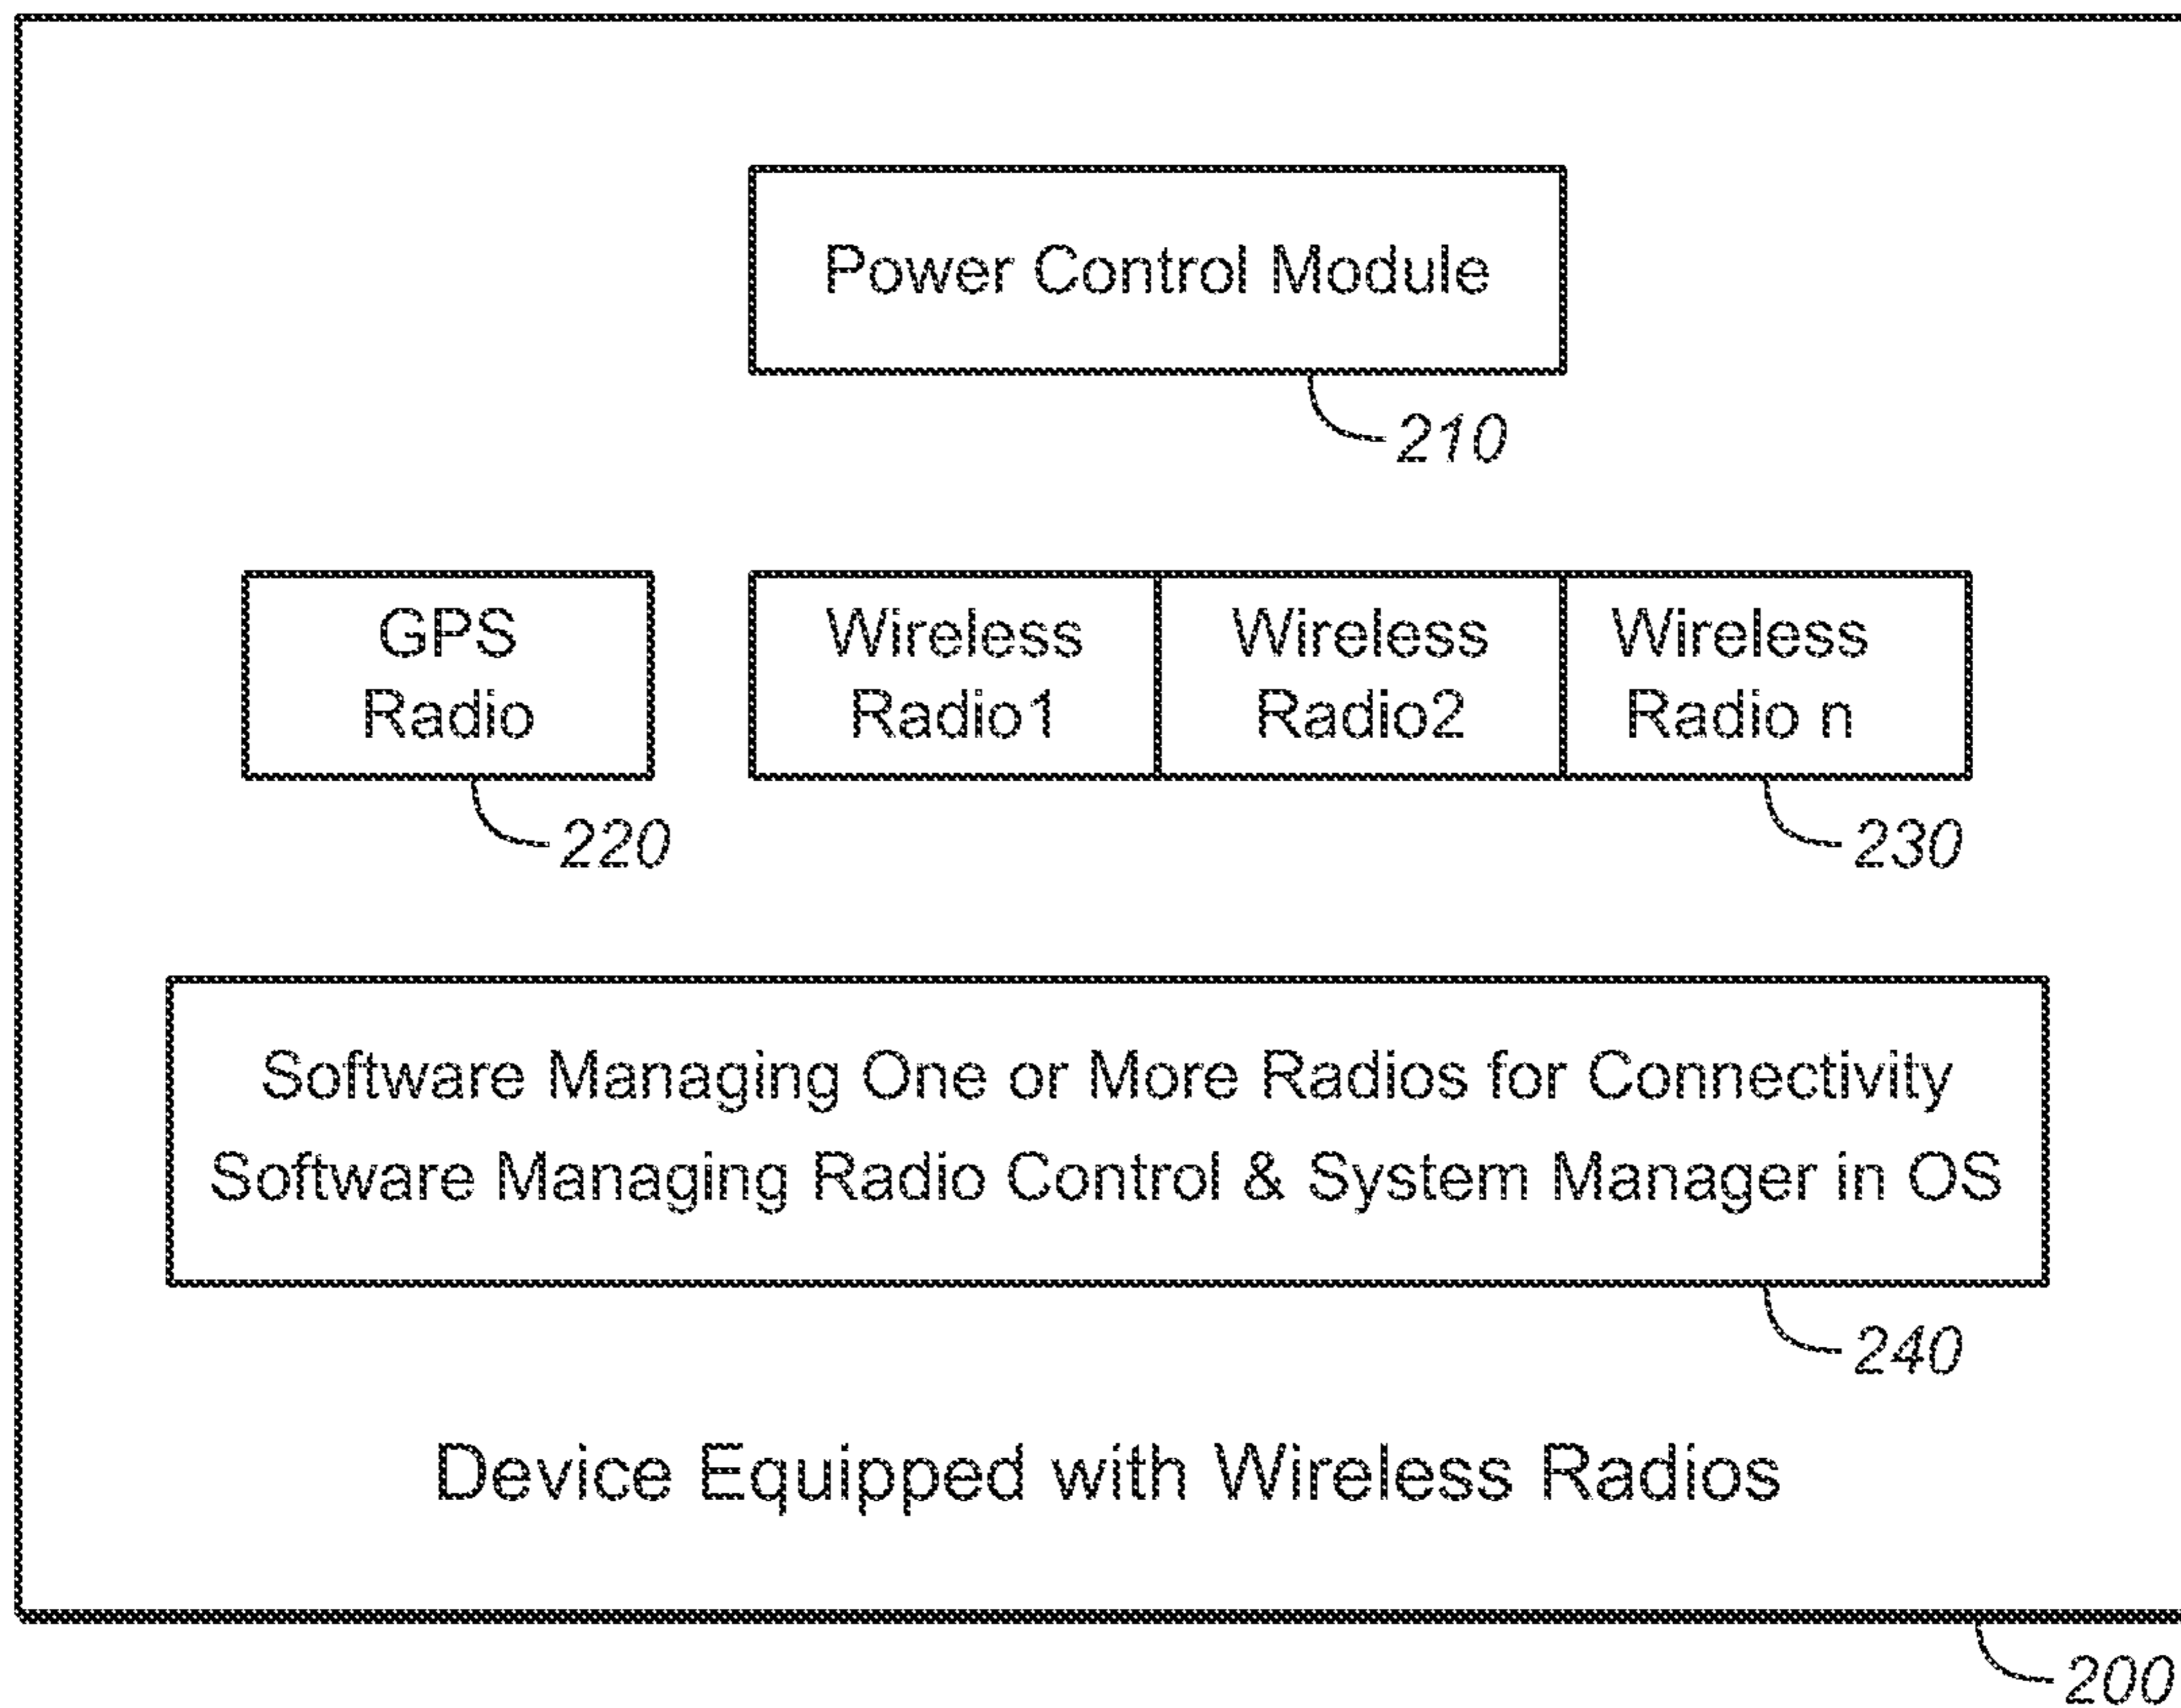 Power Control Module
210
GPS
Radio
220
Wireless
Radio1
Wireless
Radio2
Wireless
Radio n
230
Software Managing One or More Radios for Connectivity
Software Managing Radio Control & System Manager in OS
240
Device Equipped with Wireless Radios
200